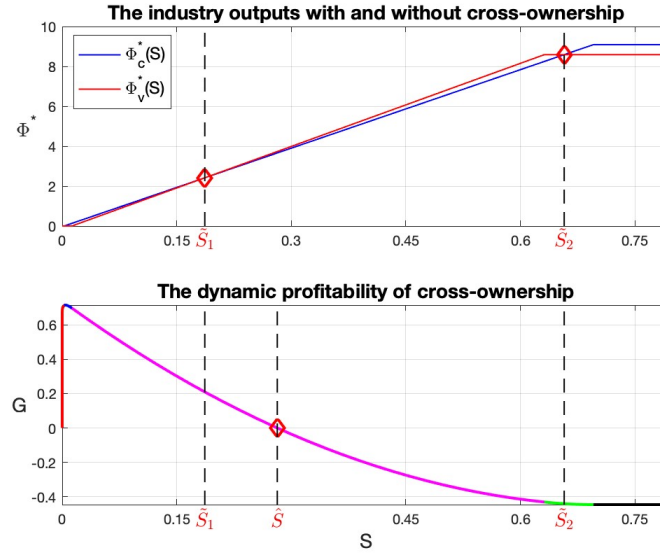 The industry outputs with and without cross-ownership
10
8
6
4
2
0
Φ*
Φ*c(S)
Φ*v(S)
0 0.15 S̃1 0.3 0.45 0.6 S̃2 0.75
The dynamic profitability of cross-ownership
0.6
0.4
0.2
0
-0.2
-0.4
G
0 0.15 S̃1 Ŝ 0.45 0.6 S̃2 0.75
S